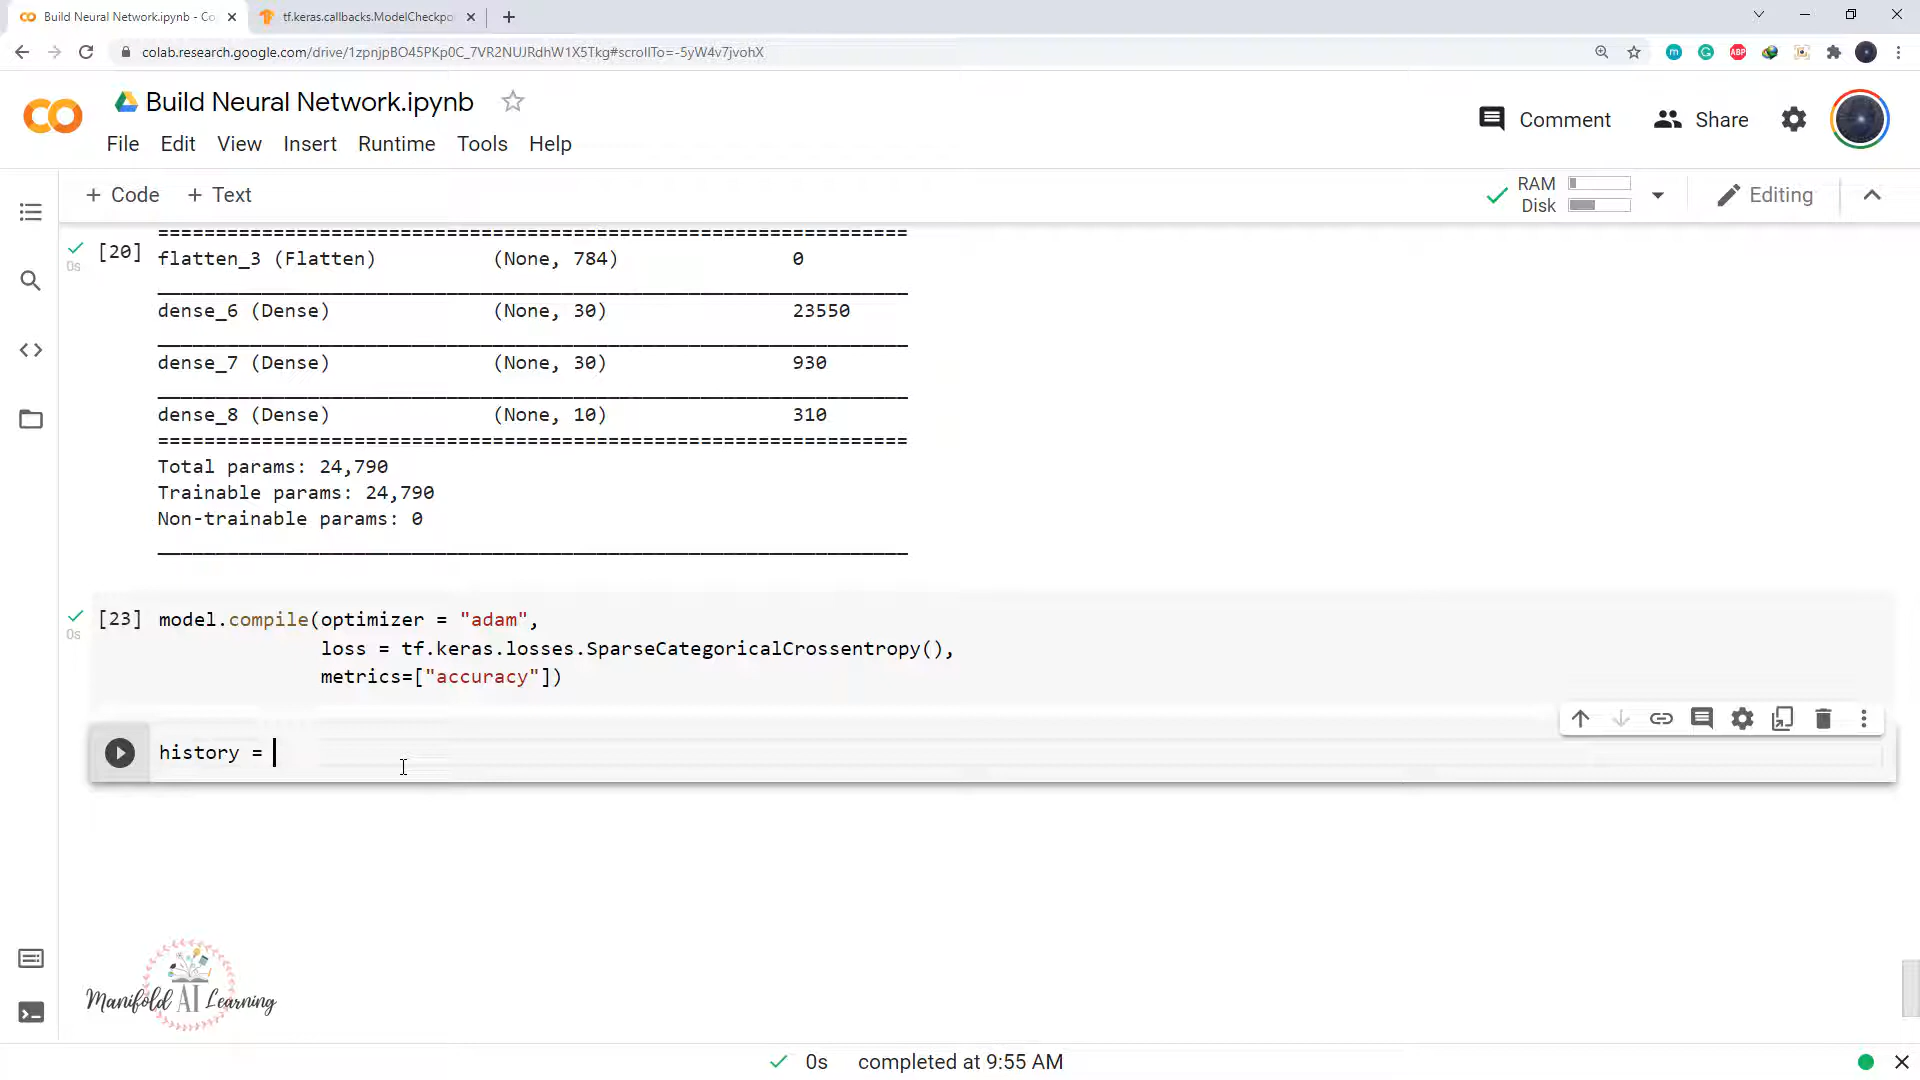 Build Neural Network.ipynb - Co
tf.keras.callbacks.ModelCheckpo
colab.research.google.com/drive/1zpnjpBO45PKp0C_7VR2NUJRdhW1X5Tkg#scrollTo=-5yW4v7jvohX
Build Neural Network.ipynb
Comment
Share
File Edit View Insert Runtime Tools Help
+ Code + Text
RAM
Disk
Editing
[20]
0s
flatten_3 (Flatten) (None, 784) 0
dense_6 (Dense) (None, 30) 23550
dense_7 (Dense) (None, 30) 930
dense_8 (Dense) (None, 10) 310
=================================================================
Total params: 24,790
Trainable params: 24,790
Non-trainable params: 0
[23] model.compile(optimizer = "adam",
0s
loss = tf.keras.losses.SparseCategoricalCrossentropy(),
metrics=["accuracy"])
history =
Manifold AI Learning
0s completed at 9:55 AM